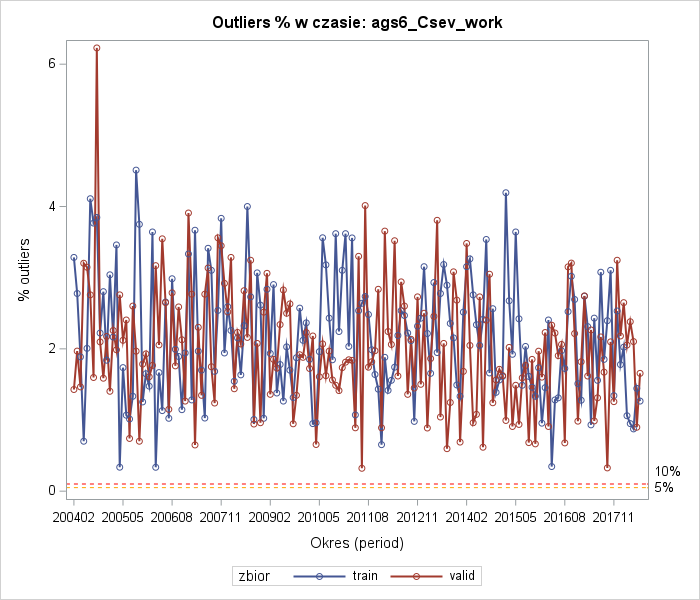 Outliers % w czasie: ags6_Csev_work
% outliers
6
4
2
0
10%
5%
200402 200505 200608 200711 200902 201005 201108 201211 201402 201505 201608 201711
Okres (period)
zbior train valid